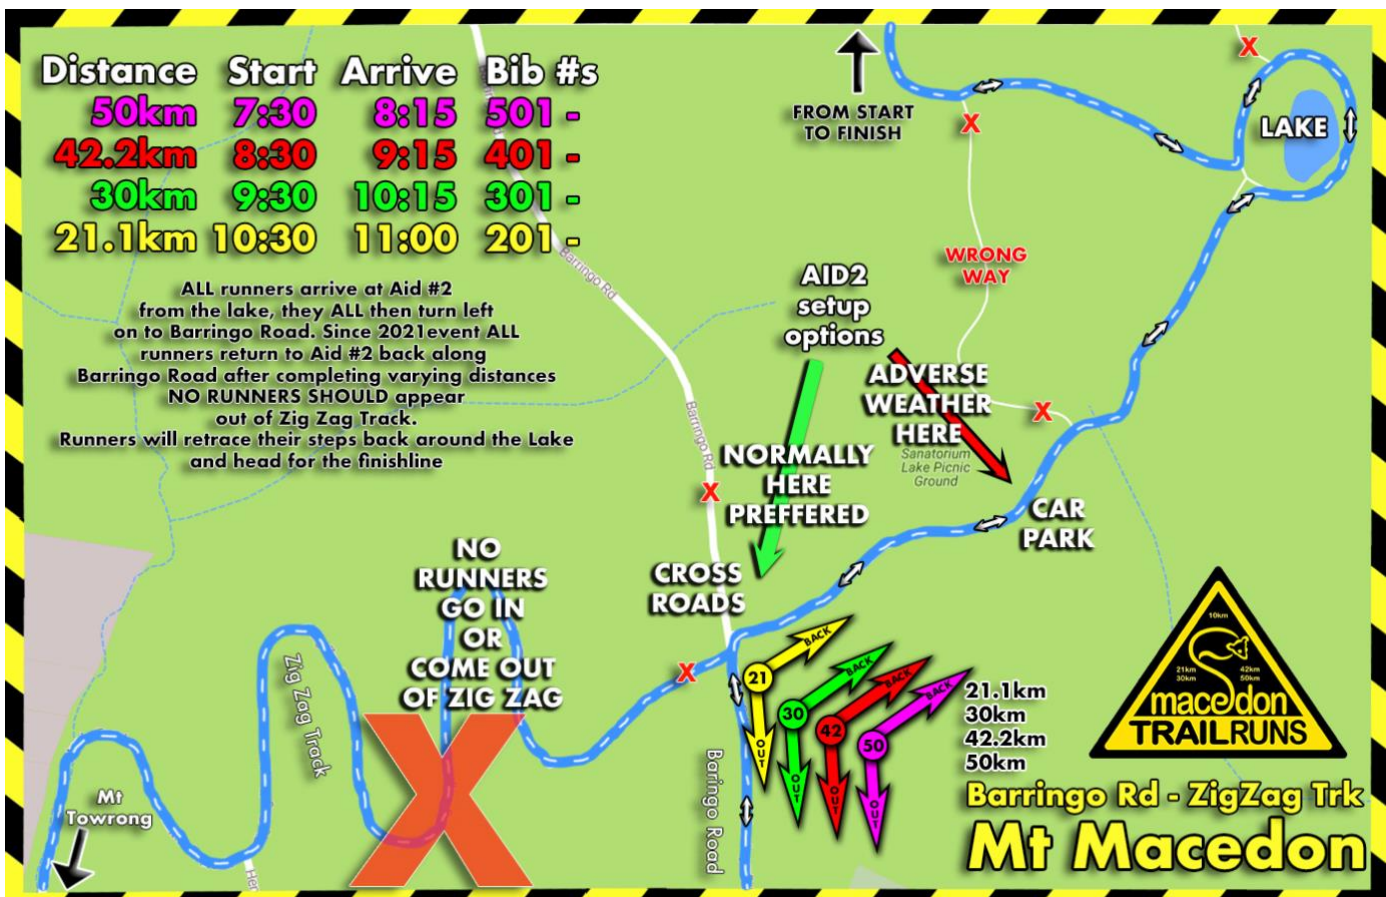 Distance Start Arrive Bib #s
50km 7:30 8:15 501 -
42.2km 8:30 9:15 401 -
30km 9:30 10:15 301 -
21.1km 10:30 11:00 201 -
ALL runners arrive at Aid #2
from the lake, they ALL then turn left
on to Barringo Road. Since 2021event ALL
runners return to Aid #2 back along
Barringo Road after completing varying distances
NO RUNNERS SHOULD appear
out of Zig Zag Track.
Runners will retrace their steps back around the Lake
and head for the finishline
FROM START
TO FINISH
X
X
LAKE
WRONG
WAY
Barringo Rd
AID2
setup
options
ADVERSE
WEATHER
HERE
Sanatorium
Lake Picnic
Ground
X
Barringo Rd
NORMALLY
HERE
PREFFERED
X
CAR
PARK
CROSS
ROADS
NO
RUNNERS
GO IN
OR
COME OUT
OF ZIG ZAG
X
X
Zig Zag Track
Mt
Towrong
Her
Baringo Road
21 BACK OUT
30 BACK OUT
42 BACK OUT
50 BACK OUT
21.1km
30km
42.2km
50km
10km
21km
30km
42km
50km
macedon
TRAILRUNS
Barringo Rd - ZigZag Trk
Mt Macedon